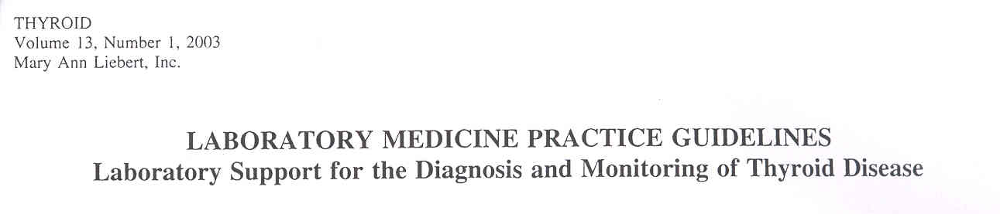 THYROID
Volume 13, Number 1, 2003
Mary Ann Liebert, Inc.
LABORATORY MEDICINE PRACTICE GUIDELINES
Laboratory Support for the Diagnosis and Monitoring of Thyroid Disease